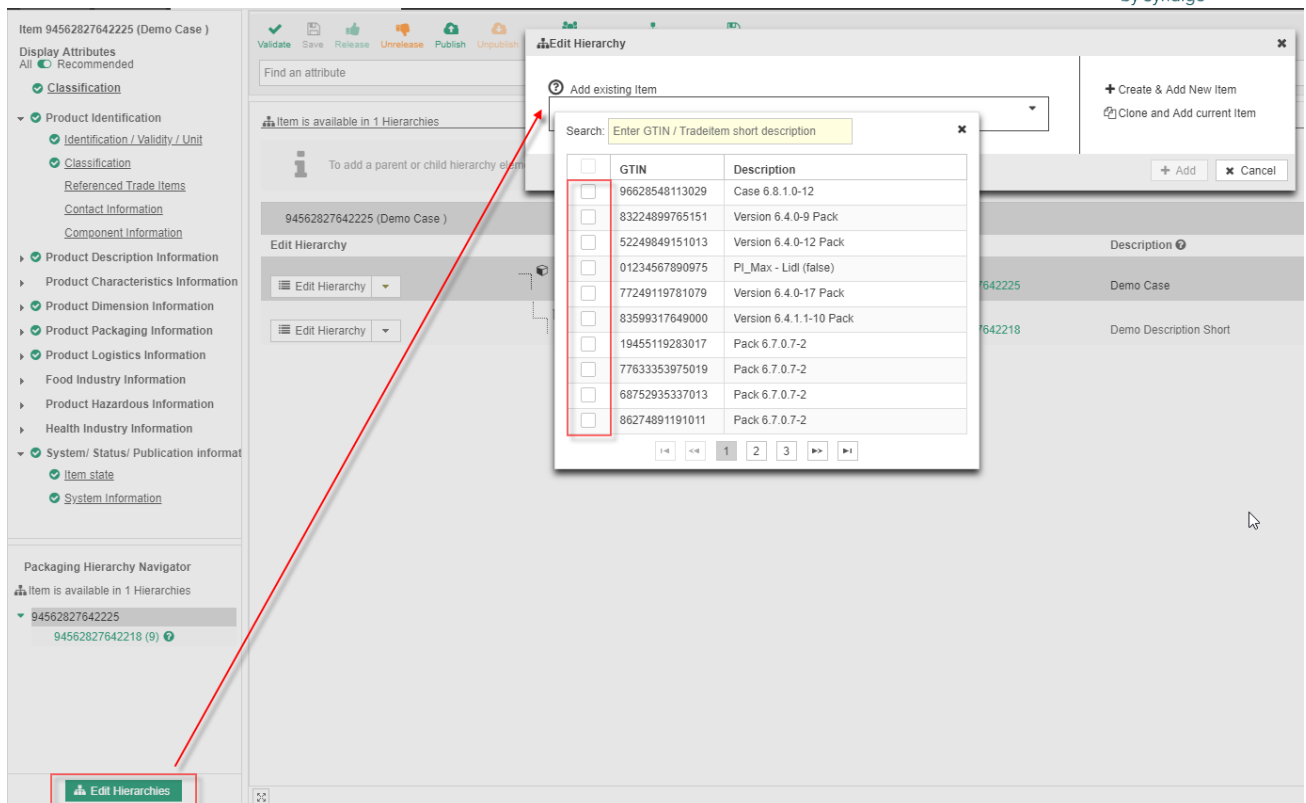 by syndigo
Item 94562827642225 (Demo Case )
Display Attributes
All Recommended
Classification
Product Identification
Identification / Validity / Unit
Classification
Referenced Trade Items
Contact Information
Component Information
Product Description Information
Product Characteristics Information
Product Dimension Information
Product Packaging Information
Product Logistics Information
Food Industry Information
Product Hazardous Information
Health Industry Information
System/ Status/ Publication informat
Item state
System Information
Packaging Hierarchy Navigator
Item is available in 1 Hierarchies
94562827642225
94562827642218 (9)
Edit Hierarchies
Validate Save Release Unrelease Publish Unpublish
Find an attribute
Item is available in 1 Hierarchies
To add a parent or child hierarchy elem
94562827642225 (Demo Case )
Edit Hierarchy Description
Edit Hierarchy 7642225 Demo Case
Edit Hierarchy 7642218 Demo Description Short
Edit Hierarchy
Add existing Item
Create & Add New Item
Clone and Add current Item
Add Cancel
Search: Enter GTIN / Tradeitem short description
GTIN Description
96628548113029 Case 6.8.1.0-12
83224899765151 Version 6.4.0-9 Pack
52249849151013 Version 6.4.0-12 Pack
01234567890975 PI_Max - Lidl (false)
77249119781079 Version 6.4.0-17 Pack
83599317649000 Version 6.4.1.1-10 Pack
19455119283017 Pack 6.7.0.7-2
77633353975019 Pack 6.7.0.7-2
68752935337013 Pack 6.7.0.7-2
86274891191011 Pack 6.7.0.7-2
1 2 3